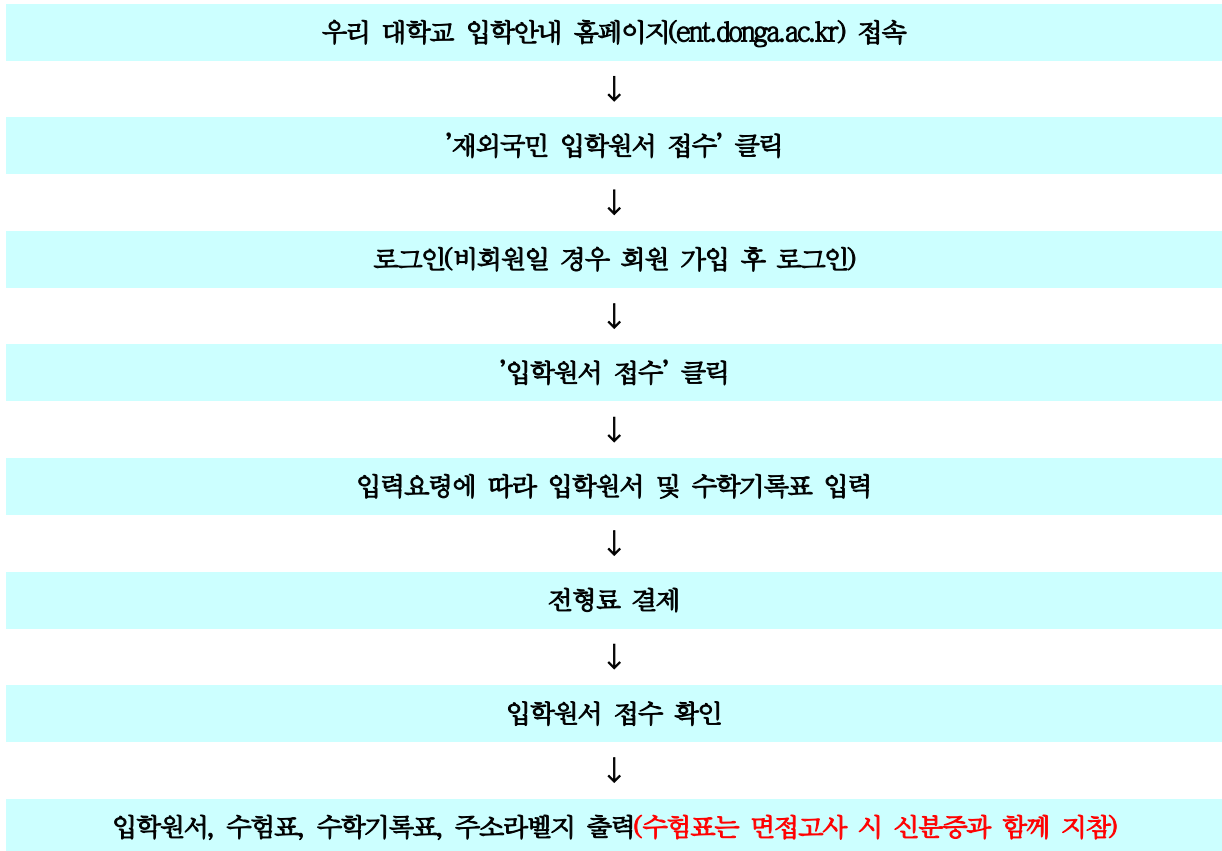 우리 대학교 입학안내 홈페이지(ent.donga.ac.kr) 접속
↓
’재외국민 입학원서 접수’ 클릭
↓
로그인(비회원일 경우 회원 가입 후 로그인)
↓
’입학원서 접수’ 클릭
↓
입력요령에 따라 입학원서 및 수학기록표 입력
↓
전형료 결제
↓
입학원서 접수 확인
↓
입학원서, 수험표, 수학기록표, 주소라벨지 출력(수험표는 면접고사 시 신분증과 함께 지참)